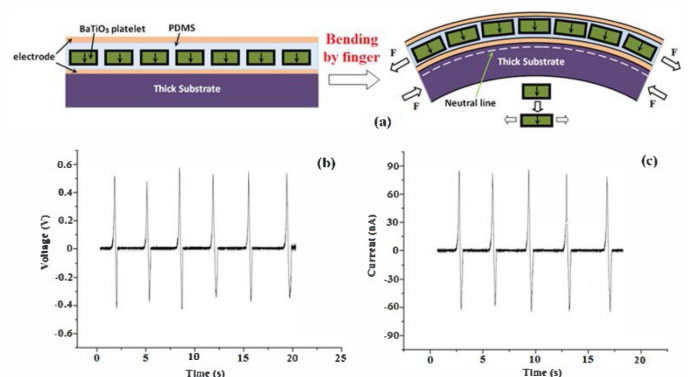 BaTiO₃ platelet
PDMS
electrode
Thick Substrate
Bending
by finger
F
F
Thick Substrate
F
F
Neutral line
(a)
(b)
Voltage (V)
0.6
0.4
0.2
0
-0.2
-0.4
-0.6
0
5
10
15
20
25
Time (s)
(c)
Current (nA)
90
60
30
0
-30
-60
-90
0
5
10
15
20
Time (s)